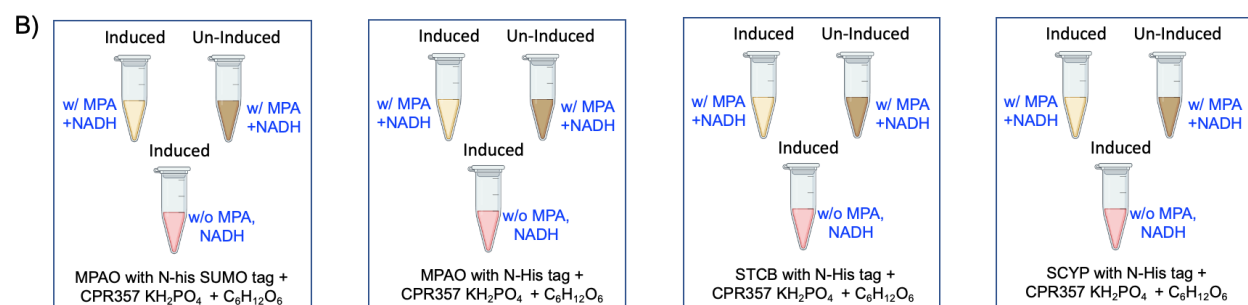 B)
Induced Un-Induced
w/ MPA
+NADH
w/ MPA
+NADH
Induced
w/o MPA,
NADH
MPAO with N-his SUMO tag +
CPR357 KH₂PO₄ + C₆H₁₂O₆
Induced Un-Induced
w/ MPA
+NADH
w/ MPA
+NADH
Induced
w/o MPA,
NADH
MPAO with N-His tag +
CPR357 KH₂PO₄ + C₆H₁₂O₆
Induced Un-Induced
w/ MPA
+NADH
w/ MPA
+NADH
Induced
w/o MPA,
NADH
STCB with N-His tag +
CPR357 KH₂PO₄ + C₆H₁₂O₆
Induced Un-Induced
w/ MPA
+NADH
w/ MPA
+NADH
Induced
w/o MPA,
NADH
SCYP with N-His tag +
CPR357 KH₂PO₄ + C₆H₁₂O₆